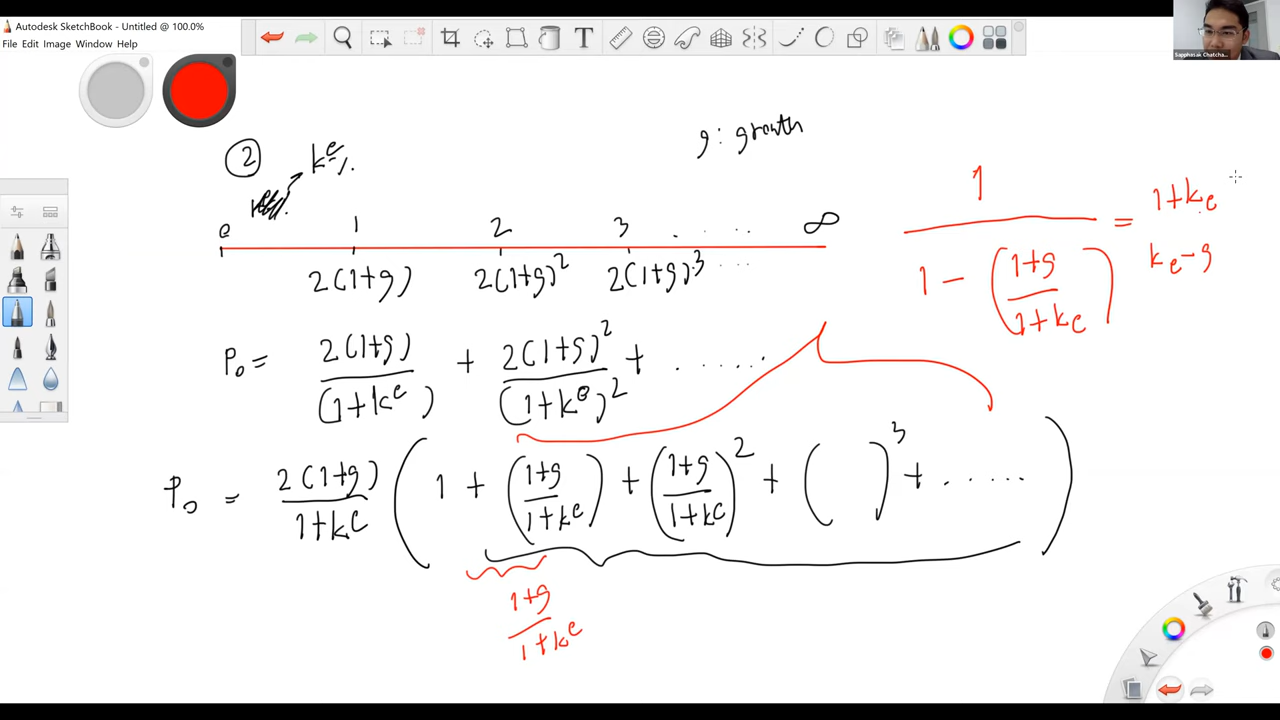 Autodesk SketchBook - Untitled @ 100.0%
File Edit Image Window Help
Sapphasak Chatcha...
g: growth
② kᵉ%
0 1 2 3 . . . . . ∞
2(1+g) 2(1+g)² 2(1+g)³ . . . .
1 / (1 - ((1+g)/(1+kₑ))) = 1+kₑ / kₑ-g
P₀ = 2(1+g)/(1+kᵉ) + 2(1+g)²/(1+kᵉ)² + . . . . . .
P₀ = 2(1+g)/1+kᵉ (1 + ((1+g)/(1+kᵉ)) + ((1+g)/(1+kᵉ))² + ( )³ + . . . . . .)
1+g / 1+kᵉ